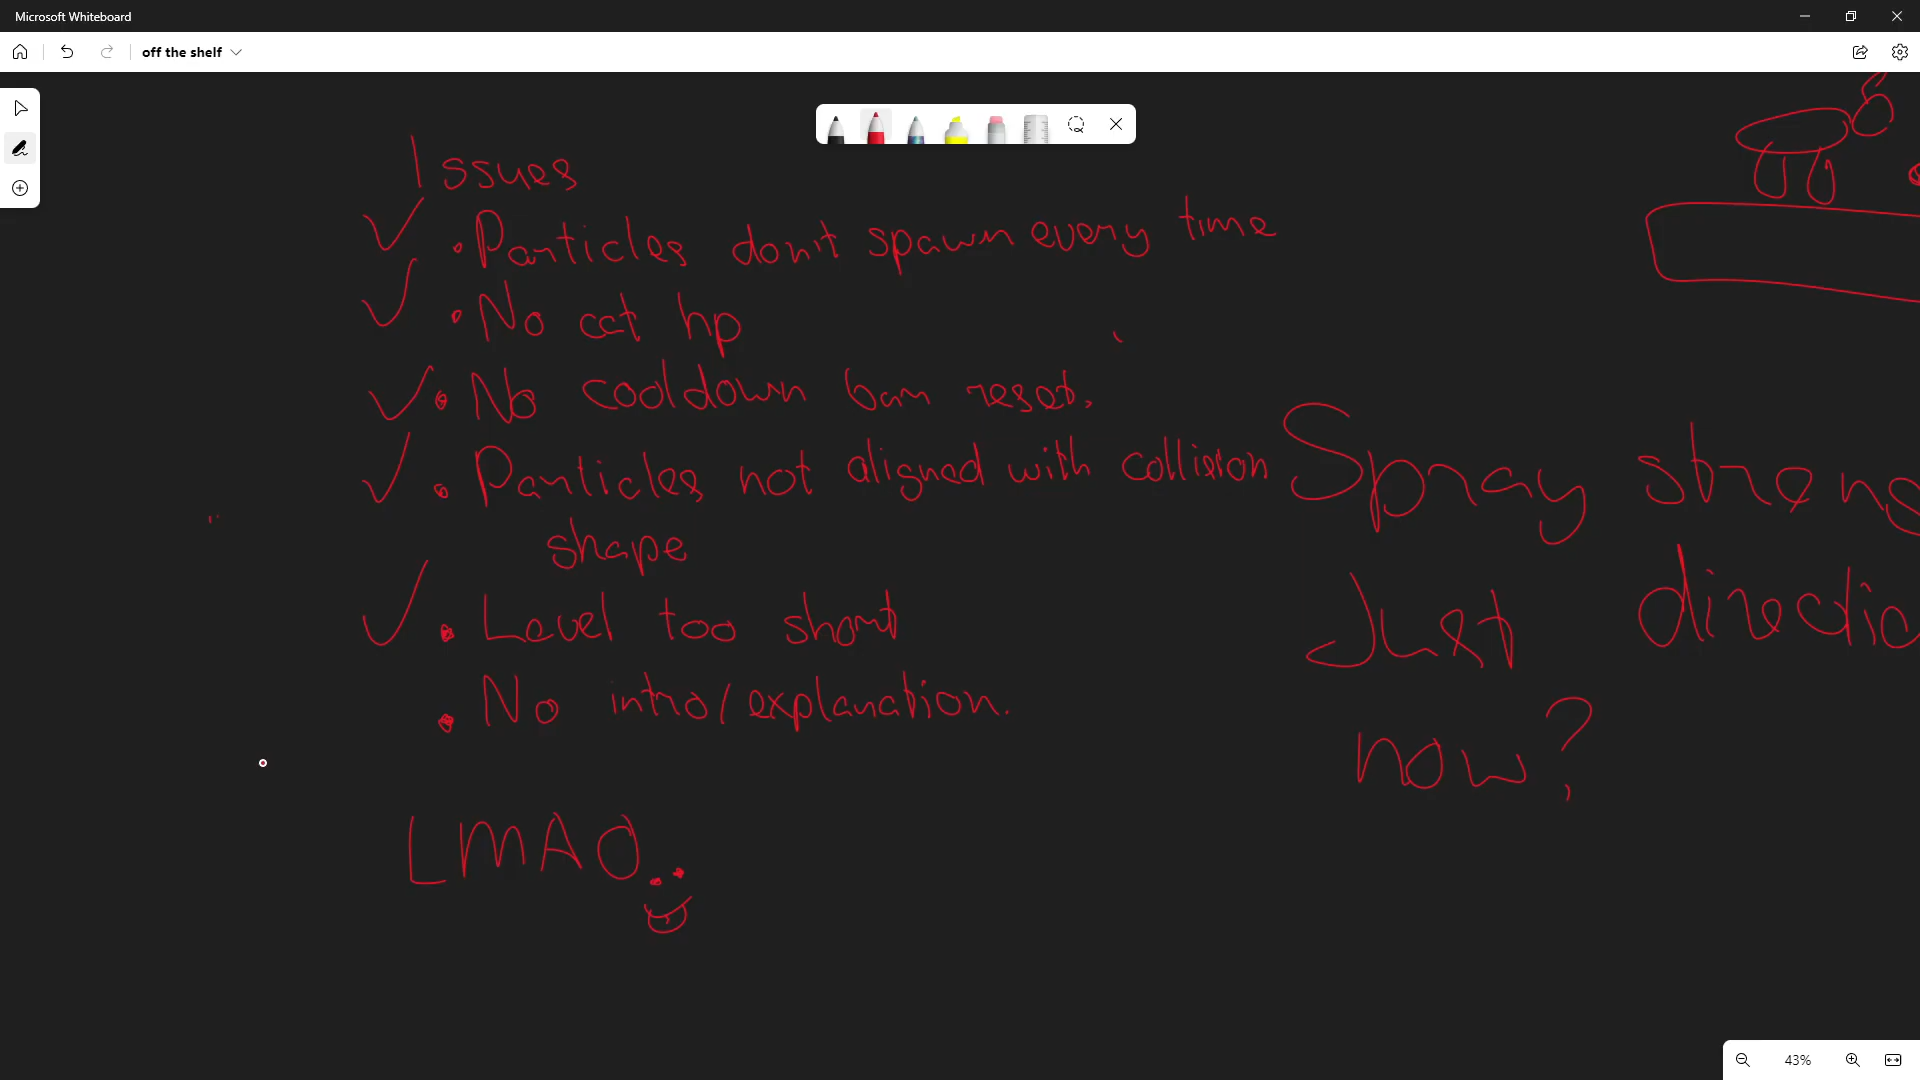 Microsoft Whiteboard
off the shelf
Issues
✓ • Particles don't spawn every time
✓ • No cat hp
✓ • No cooldown bar reset.
✓ • Particles not aligned with collision
shape
✓ • Level too short
• No intro/explanation.
LMAO
Spray strong
Just directio
now?
43%